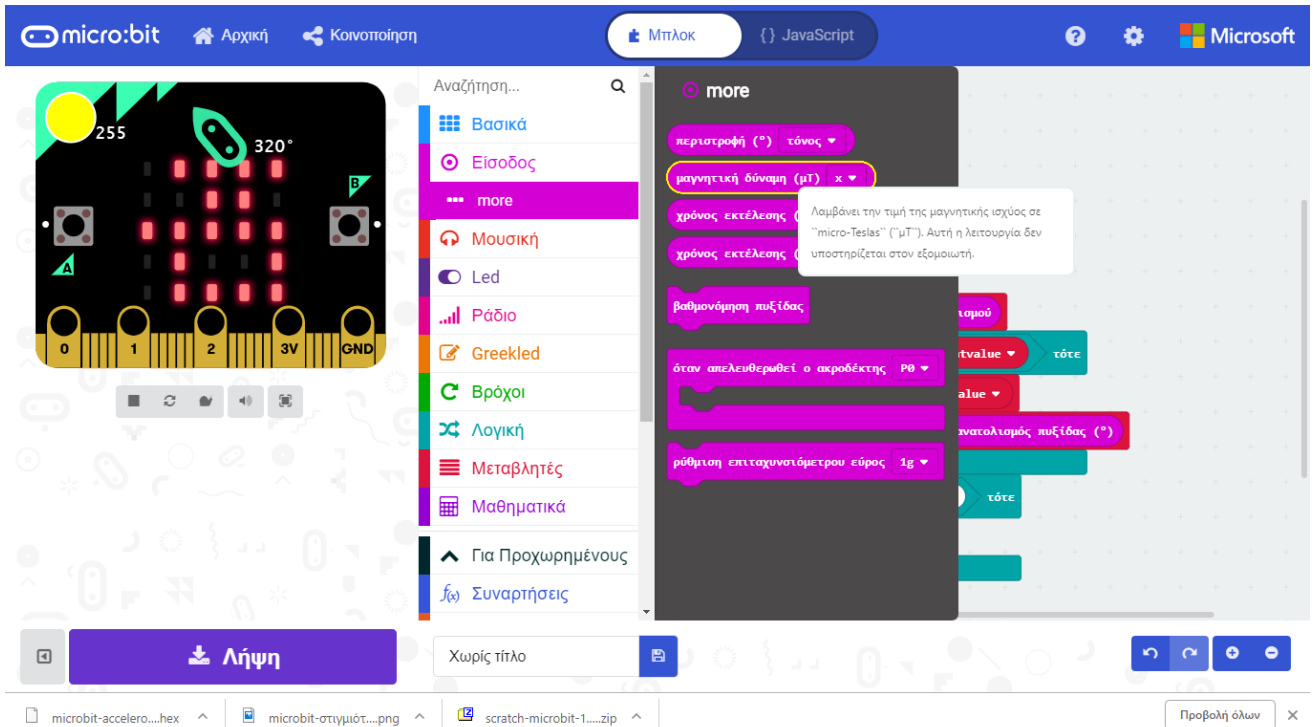 micro:bit
Αρχική
Κοινοποίηση
Μπλοκ
{} JavaScript
Microsoft
255
320°
B
A
0 1 2 3V GND
Λήψη
Αναζήτηση...
Βασικά
Είσοδος
more
Μουσική
Led
Ράδιο
Greekled
Βρόχοι
Λογική
Μεταβλητές
Μαθηματικά
Για Προχωρημένους
f(x) Συναρτήσεις
Χωρίς τίτλο
more
περιστροφή (°) τόνος
μαγνητική δύναμη (μT) x
χρόνος εκτέλεσης (
χρόνος εκτέλεσης (
Λαμβάνει την τιμή της μαγνητικής ισχύος σε
``micro-Teslas`` (``μT``). Αυτή η λειτουργία δεν
υποστηρίζεται στον εξομοιωτή.
βαθμονόμηση πυξίδας
όταν απελευθερωθεί ο ακροδέκτης P0
ρύθμιση επιταχυνσιόμετρου εύρος 1g
ισμού
tvalue τότε
alue
ανατολισμός πυξίδας (°)
τότε
microbit-accelero....hex
microbit-στιγμιότ....png
scratch-microbit-1.....zip
Προβολή όλων